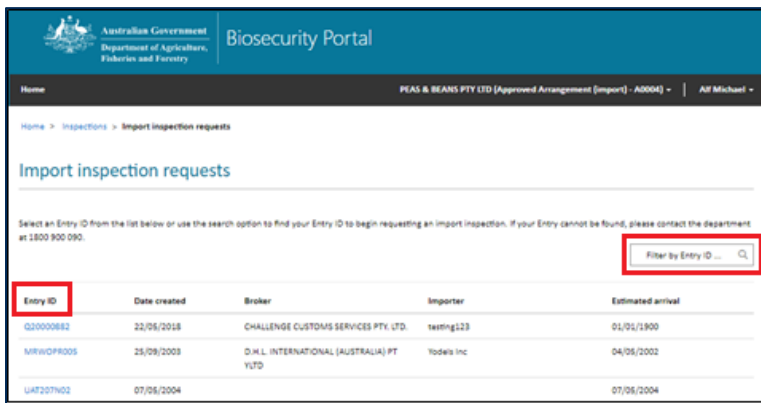 Australian Government
Department of Agriculture,
Fisheries and Forestry
Biosecurity Portal
Home
PEAS & BEANS PTY LTD (Approved Arrangement (import) - A0004)
Alf Michael
Home > Inspections > Import inspection requests
Import inspection requests
Select an Entry ID from the list below or use the search option to find your Entry ID to begin requesting an import inspection. If your Entry cannot be found, please contact the department
at 1800 900 090.
Filter by Entry ID ...
Entry ID Date created Broker Importer Estimated arrival
Q20000882 22/05/2018 CHALLENGE CUSTOMS SERVICES PTY. LTD. testing123 01/01/1900
MRWOPR005 25/09/2003 D.H.L. INTERNATIONAL (AUSTRALIA) PT Yodels Inc 04/05/2002
YLTD
UAT207N02 07/05/2004 07/05/2004